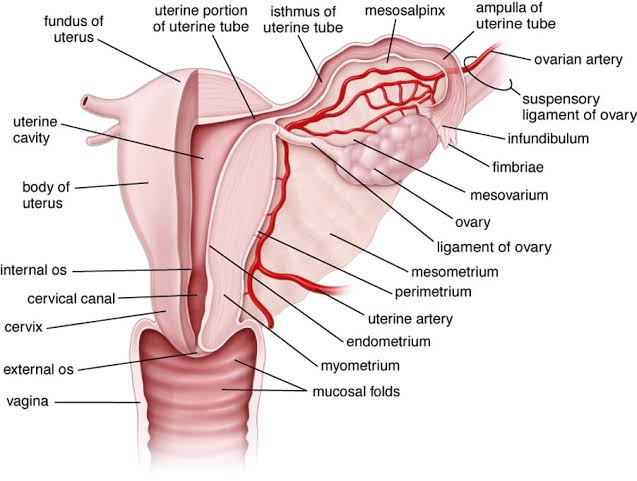 fundus of
uterus
uterine portion
of uterine tube
isthmus of
uterine tube
mesosalpinx
ampulla of
uterine tube
ovarian artery
suspensory
ligament of ovary
infundibulum
fimbriae
mesovarium
ovary
ligament of ovary
mesometrium
perimetrium
uterine artery
endometrium
myometrium
mucosal folds
uterine
cavity
body of
uterus
internal os
cervical canal
cervix
external os
vagina